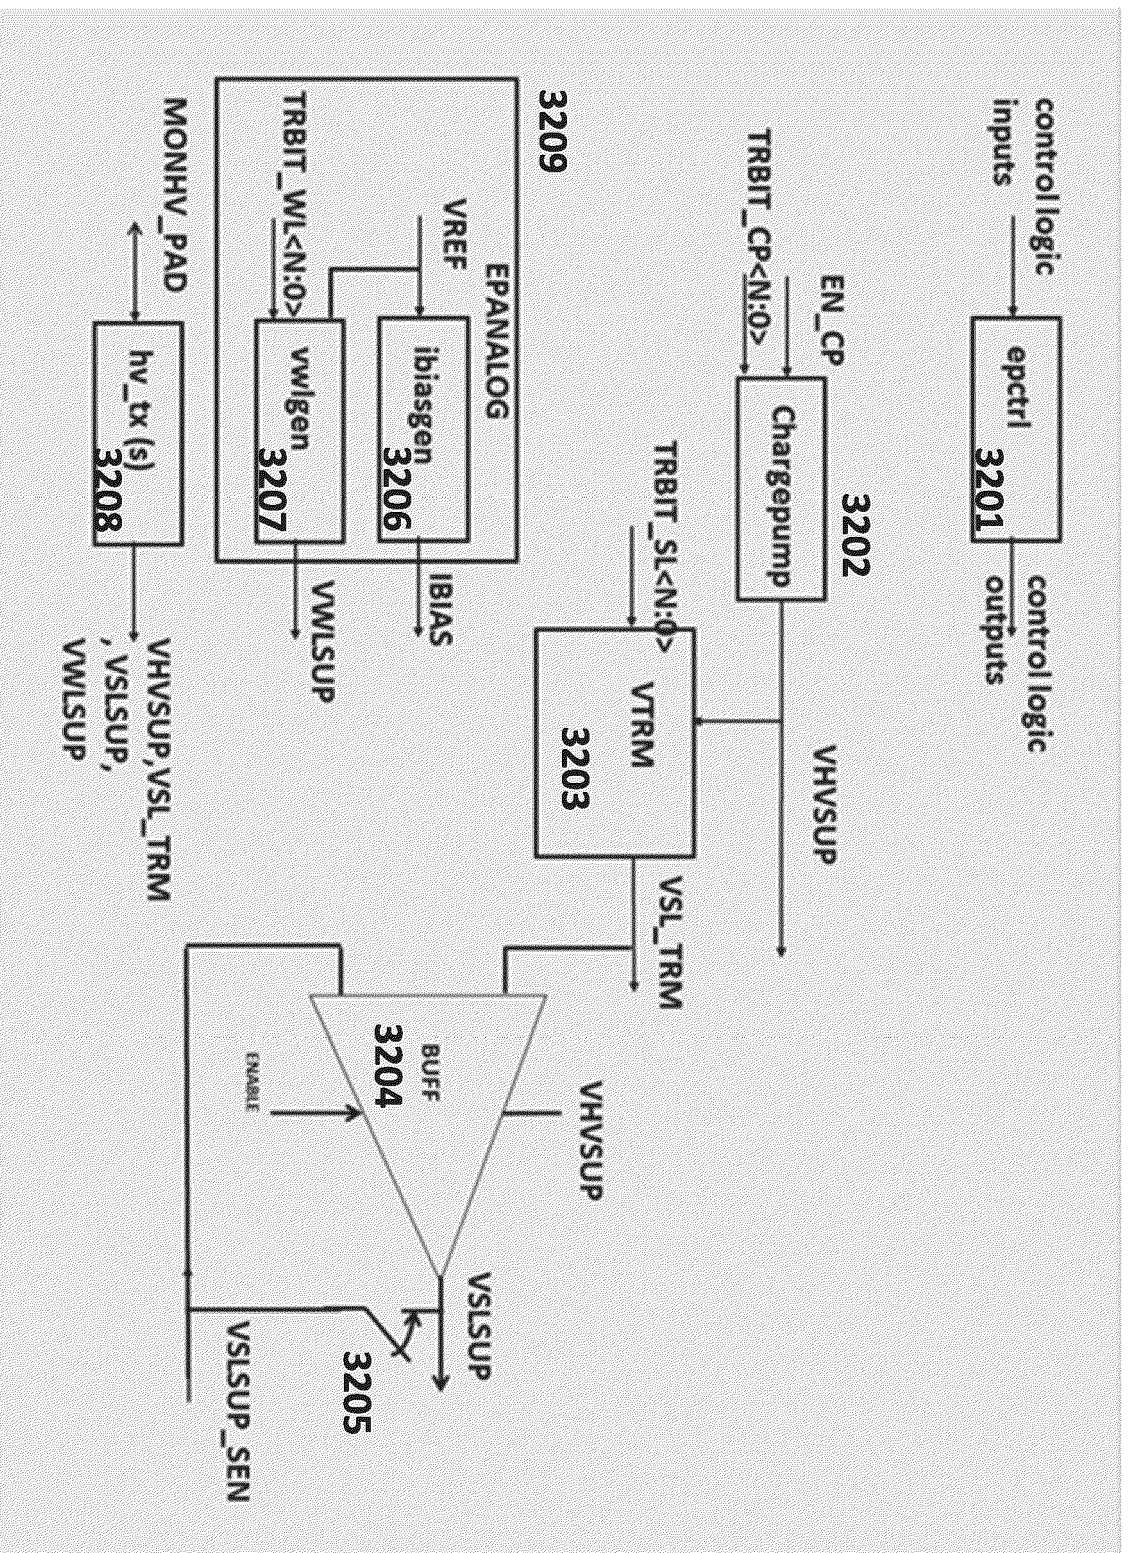 control logic
inputs
epctrl
3201
control logic
outputs
EN_CP
TRBIT_CP<N:0>
3202
Chargepump
VHVSUP
TRBIT_SL<N:0>
VTRM
3203
VSL_TRM
3209
EPANALOG
VREF
ibiasgen
3206
IBIAS
TRBIT_WL<N:0>
vwlgen
3207
VWLSUP
VHVSUP
BUFF
3204
ENABLE
VSLSUP
3205
VSLSUP_SEN
MONHV_PAD
hv_tx (s)
3208
VHVSUP,VSL_TRM
, VSLSUP,
VWLSUP